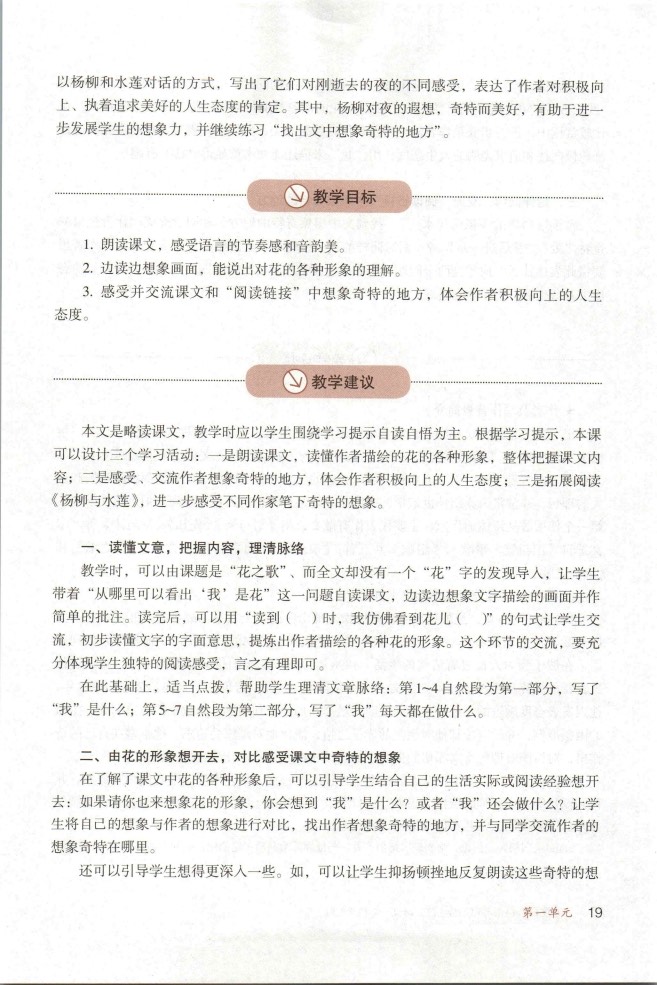 以杨柳和水莲对话的方式，写出了它们对刚逝去的夜的不同感受，表达了作者对积极向
上、执着追求美好的人生态度的肯定。其中，杨柳对夜的遐想，奇特而美好，有助于进一
步发展学生的想象力，并继续练习“找出文中想象奇特的地方”。
教学目标
1. 朗读课文，感受语言的节奏感和音韵美。
2. 边读边想象画面，能说出对花的各种形象的理解。
3. 感受并交流课文和“阅读链接”中想象奇特的地方，体会作者积极向上的人生
态度。
教学建议
本文是略读课文，教学时应以学生围绕学习提示自读自悟为主。根据学习提示，本课
可以设计三个学习活动：一是朗读课文，读懂作者描绘的花的各种形象，整体把握课文内
容；二是感受、交流作者想象奇特的地方，体会作者积极向上的人生态度；三是拓展阅读
《杨柳与水莲》，进一步感受不同作家笔下奇特的想象。
一、读懂文意，把握内容，理清脉络
教学时，可以由课题是“花之歌”、而全文却没有一个“花”字的发现导入，让学生
带着“从哪里可以看出‘我’是花”这一问题自读课文，边读边想象文字描绘的画面并作
简单的批注。读完后，可以用“读到（ ）时，我仿佛看到花儿（ ）”的句式让学生交
流，初步读懂文字的字面意思，提炼出作者描绘的各种花的形象。这个环节的交流，要充
分体现学生独特的阅读感受，言之有理即可。
在此基础上，适当点拨，帮助学生理清文章脉络：第1~4自然段为第一部分，写了
“我”是什么；第5~7自然段为第二部分，写了“我”每天都在做什么。
二、由花的形象想开去，对比感受课文中奇特的想象
在了解了课文中花的各种形象后，可以引导学生结合自己的生活实际或阅读经验想开
去：如果请你也来想象花的形象，你会想到“我”是什么？或者“我”还会做什么？让学
生将自己的想象与作者的想象进行对比，找出作者想象奇特的地方，并与同学交流作者的
想象奇特在哪里。
还可以引导学生想得更深入一些。如，可以让学生抑扬顿挫地反复朗读这些奇特的想
第一单元 19